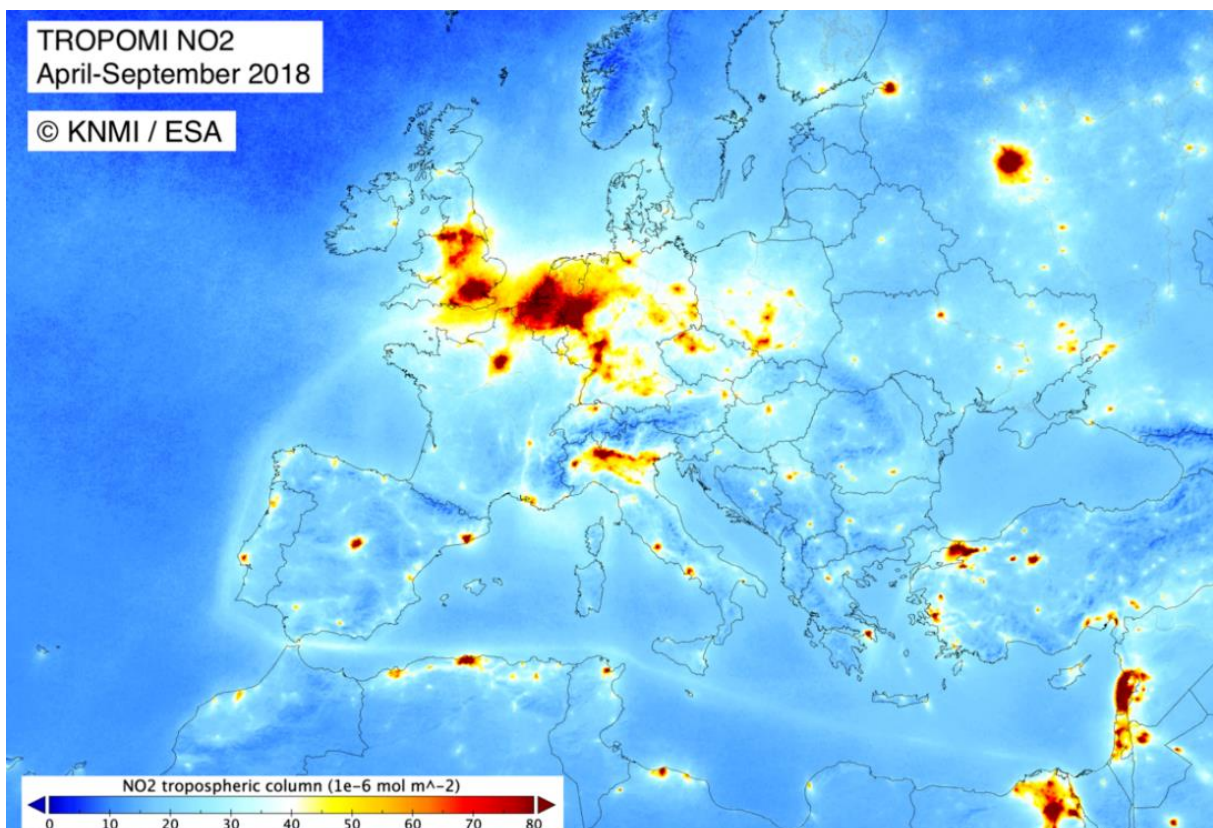 TROPOMI NO2
April-September 2018
© KNMI / ESA
NO2 tropospheric column (1e-6 mol m^-2)
0 10 20 30 40 50 60 70 80